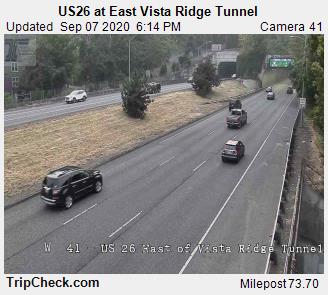 US26 at East Vista Ridge Tunnel
Updated Sep 07 2020 6:14 PM Camera 41
W 41 US 26 East of Vista Ridge Tunnel
TripCheck.com Milepost 73.70